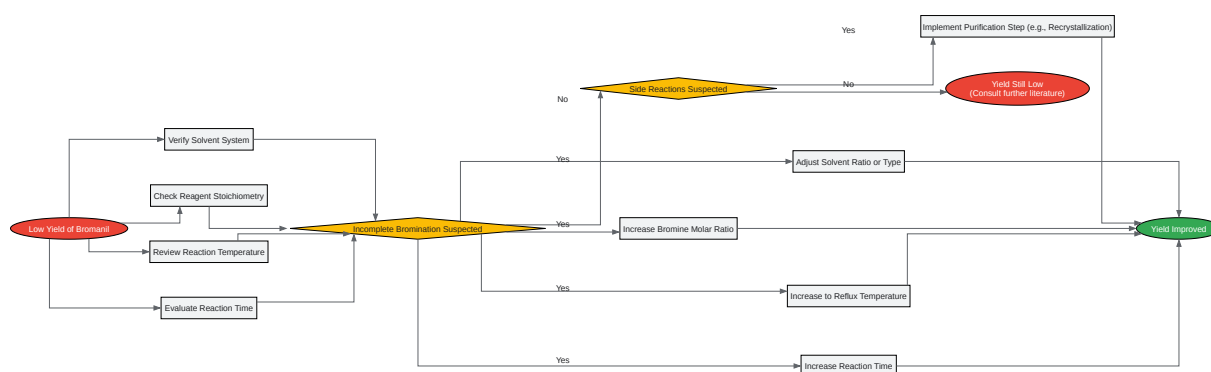 Yes
Implement Purification Step (e.g., Recrystallization)
Side Reactions Suspected
No
Yield Still Low
(Consult further literature)
No
Verify Solvent System
Yes
Adjust Solvent Ratio or Type
Check Reagent Stoichiometry
Low Yield of Bromanil
Incomplete Bromination Suspected
Yes
Increase Bromine Molar Ratio
Yield Improved
Review Reaction Temperature
Yes
Increase to Reflux Temperature
Evaluate Reaction Time
Yes
Increase Reaction Time